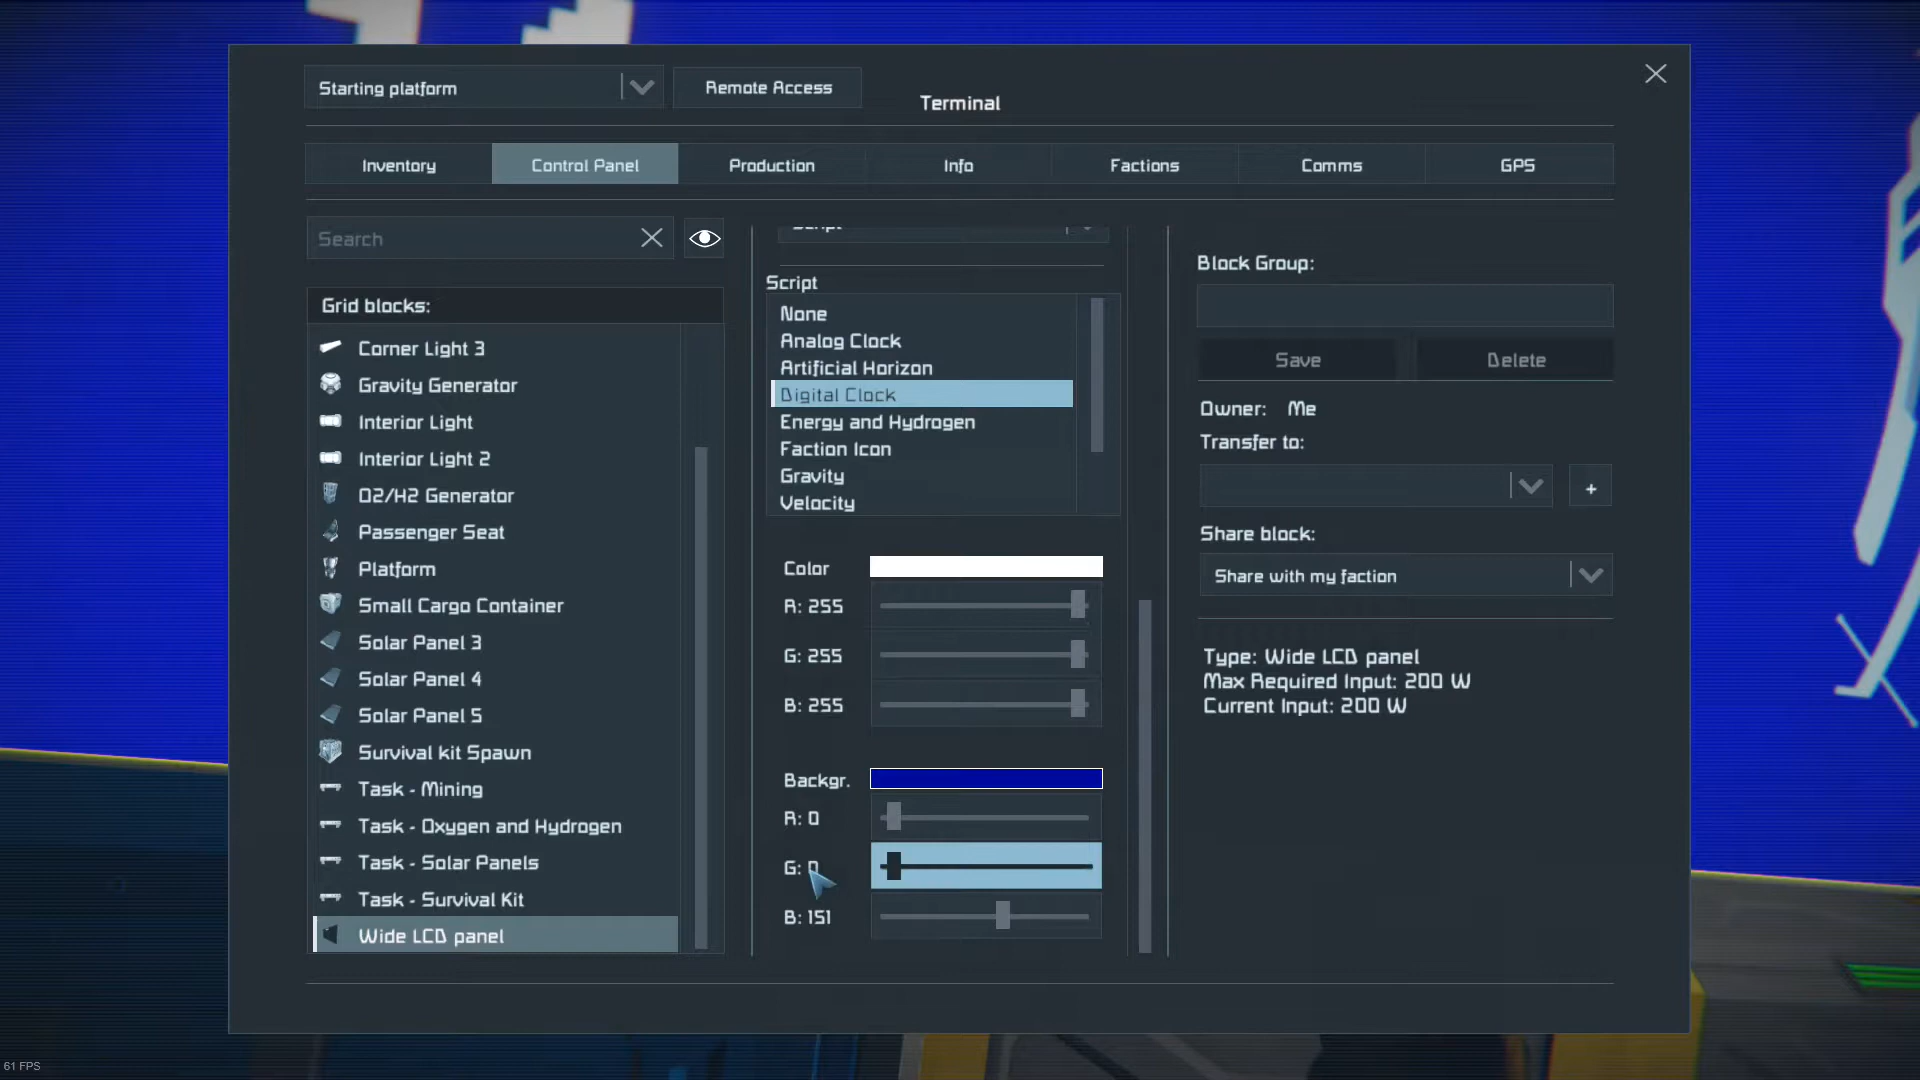 Starting platform
Remote Access
Terminal
Inventory
Control Panel
Production
Info
Factions
Comms
GPS
Search
Grid blocks:
Corner Light 3
Gravity Generator
Interior Light
Interior Light 2
O2/H2 Generator
Passenger Seat
Platform
Small Cargo Container
Solar Panel 3
Solar Panel 4
Solar Panel 5
Survival kit Spawn
Task - Mining
Task - Oxygen and Hydrogen
Task - Solar Panels
Task - Survival Kit
Wide LCD panel
Script
Script
None
Analog Clock
Artificial Horizon
Digital Clock
Energy and Hydrogen
Faction Icon
Gravity
Velocity
Color
R: 255
G: 255
B: 255
Backgr.
R: 0
G: 0
B: 151
Block Group:
Save
Delete
Owner: Me
Transfer to:
+
Share block:
Share with my faction
Type: Wide LCD panel
Max Required Input: 200 W
Current Input: 200 W
61 FPS